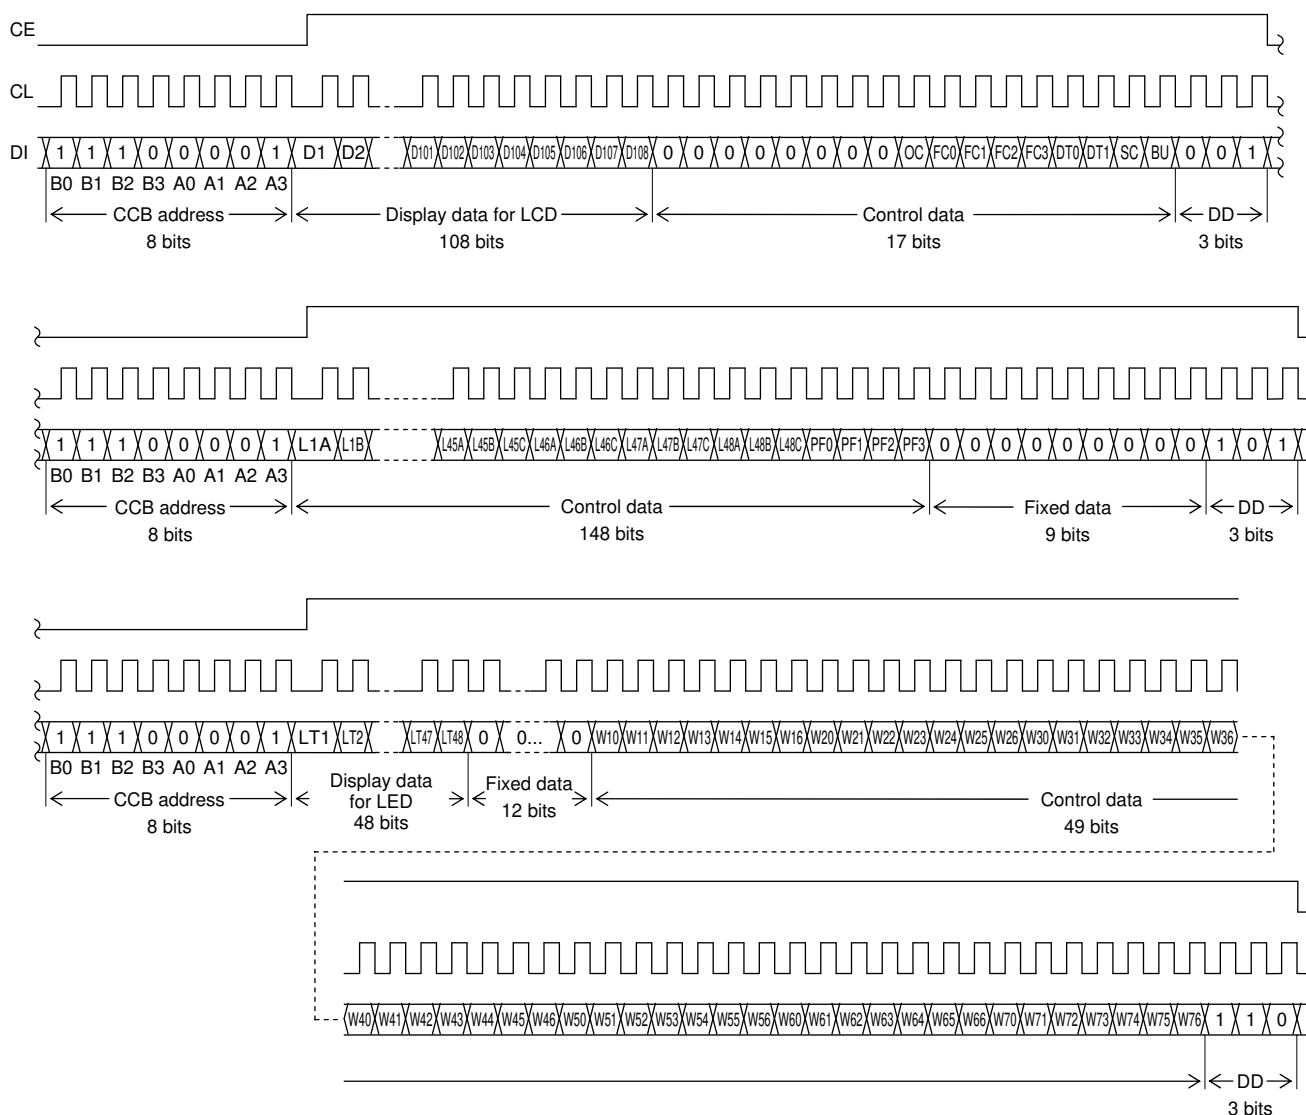 CE
CL
DI 1 1 1 0 0 0 0 1 D1 D2 D101 D102 D103 D104 D105 D106 D107 D108 0 0 0 0 0 0 0 0 OC FC0 FC1 FC2 FC3 DT0 DT1 SC BU 0 0 1
B0 B1 B2 B3 A0 A1 A2 A3
CCB address Display data for LCD Control data DD
8 bits 108 bits 17 bits 3 bits
1 1 1 0 0 0 0 1 L1A L1B L45A L45B L45C L46A L46B L46C L47A L47B L47C L48A L48B L48C PF0 PF1 PF2 PF3 0 0 0 0 0 0 0 0 0 1 0 1
B0 B1 B2 B3 A0 A1 A2 A3
CCB address Control data Fixed data DD
8 bits 148 bits 9 bits 3 bits
1 1 1 0 0 0 0 1 LT1 LT2 LT47 LT48 0 0... 0 W10 W11 W12 W13 W14 W15 W16 W20 W21 W22 W23 W24 W25 W26 W30 W31 W32 W33 W34 W35 W36
B0 B1 B2 B3 A0 A1 A2 A3
CCB address Display data for LED Fixed data Control data
8 bits 48 bits 12 bits 49 bits
W40 W41 W42 W43 W44 W45 W46 W50 W51 W52 W53 W54 W55 W56 W60 W61 W62 W63 W64 W65 W66 W70 W71 W72 W73 W74 W75 W76 1 1 0
DD
3 bits